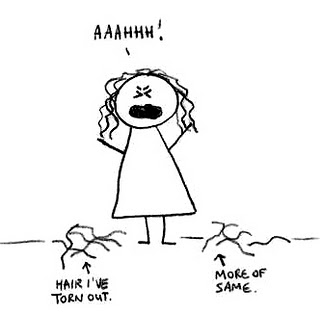 AAAHHH!
HAIR I'VE
TORN OUT.
MORE OF
SAME.